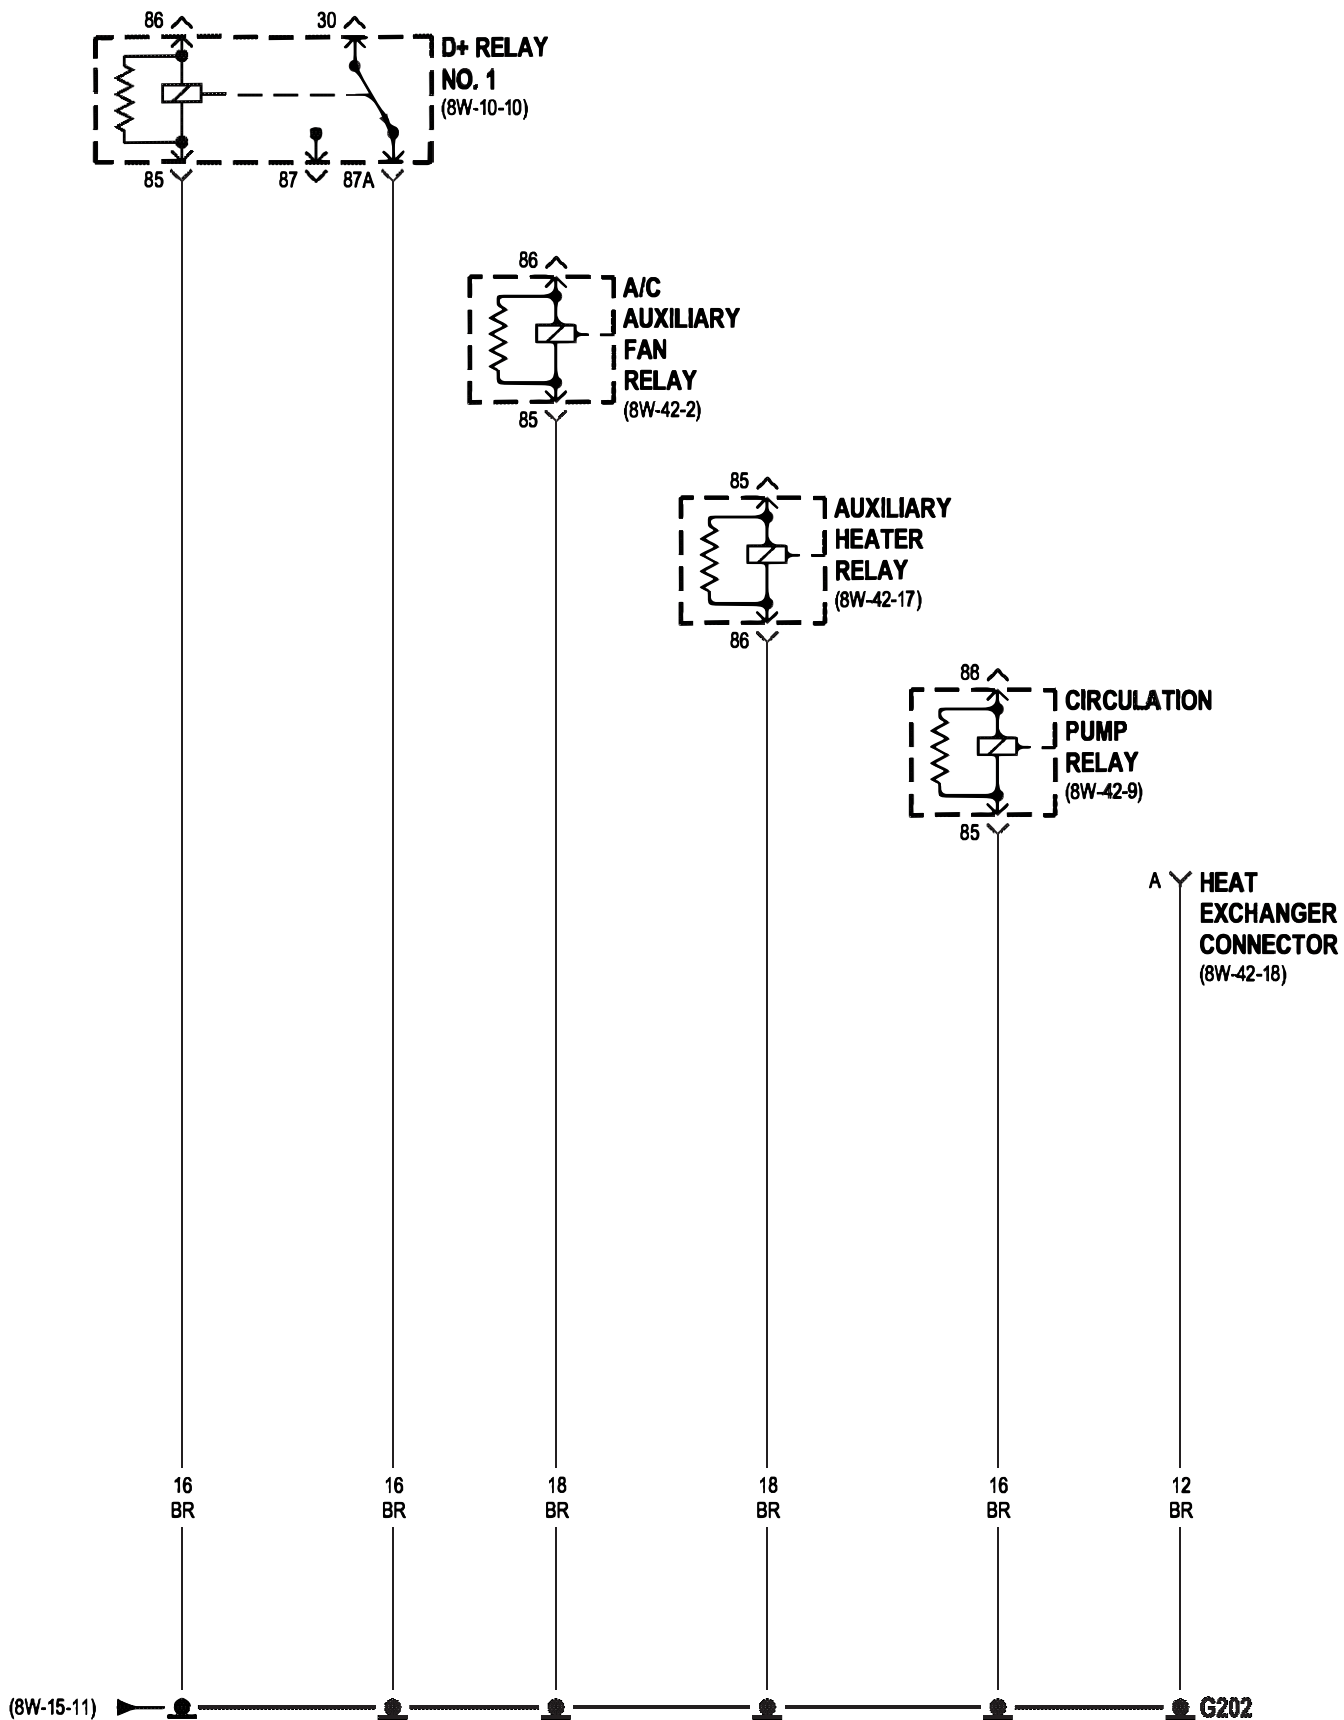 86
30
D+ RELAY
NO. 1
(8W-10-10)
85
87
87A
86
A/C
AUXILIARY
FAN
RELAY
(8W-42-2)
85
85
AUXILIARY
HEATER
RELAY
(8W-42-17)
86
88
CIRCULATION
PUMP
RELAY
(8W-42-9)
85
A
HEAT
EXCHANGER
CONNECTOR
(8W-42-18)
16
BR
16
BR
18
BR
18
BR
16
BR
12
BR
(8W-15-11)
G202